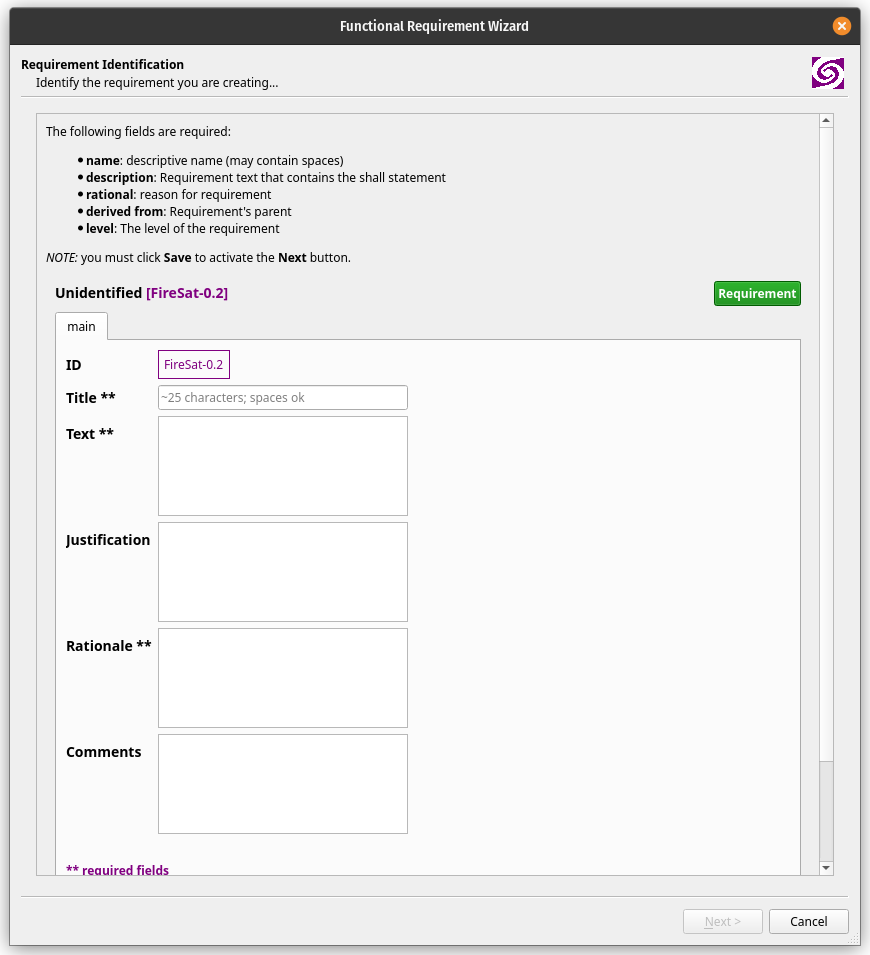 Functional Requirement Wizard
Requirement Identification
Identify the requirement you are creating...
The following fields are required:
name: descriptive name (may contain spaces)
description: Requirement text that contains the shall statement
rational: reason for requirement
derived from: Requirement's parent
level: The level of the requirement
NOTE: you must click Save to activate the Next button.
Unidentified [FireSat-0.2]
Requirement
main
ID
FireSat-0.2
Title **
~25 characters; spaces ok
Text **
Justification
Rationale **
Comments
** required fields
Next >
Cancel